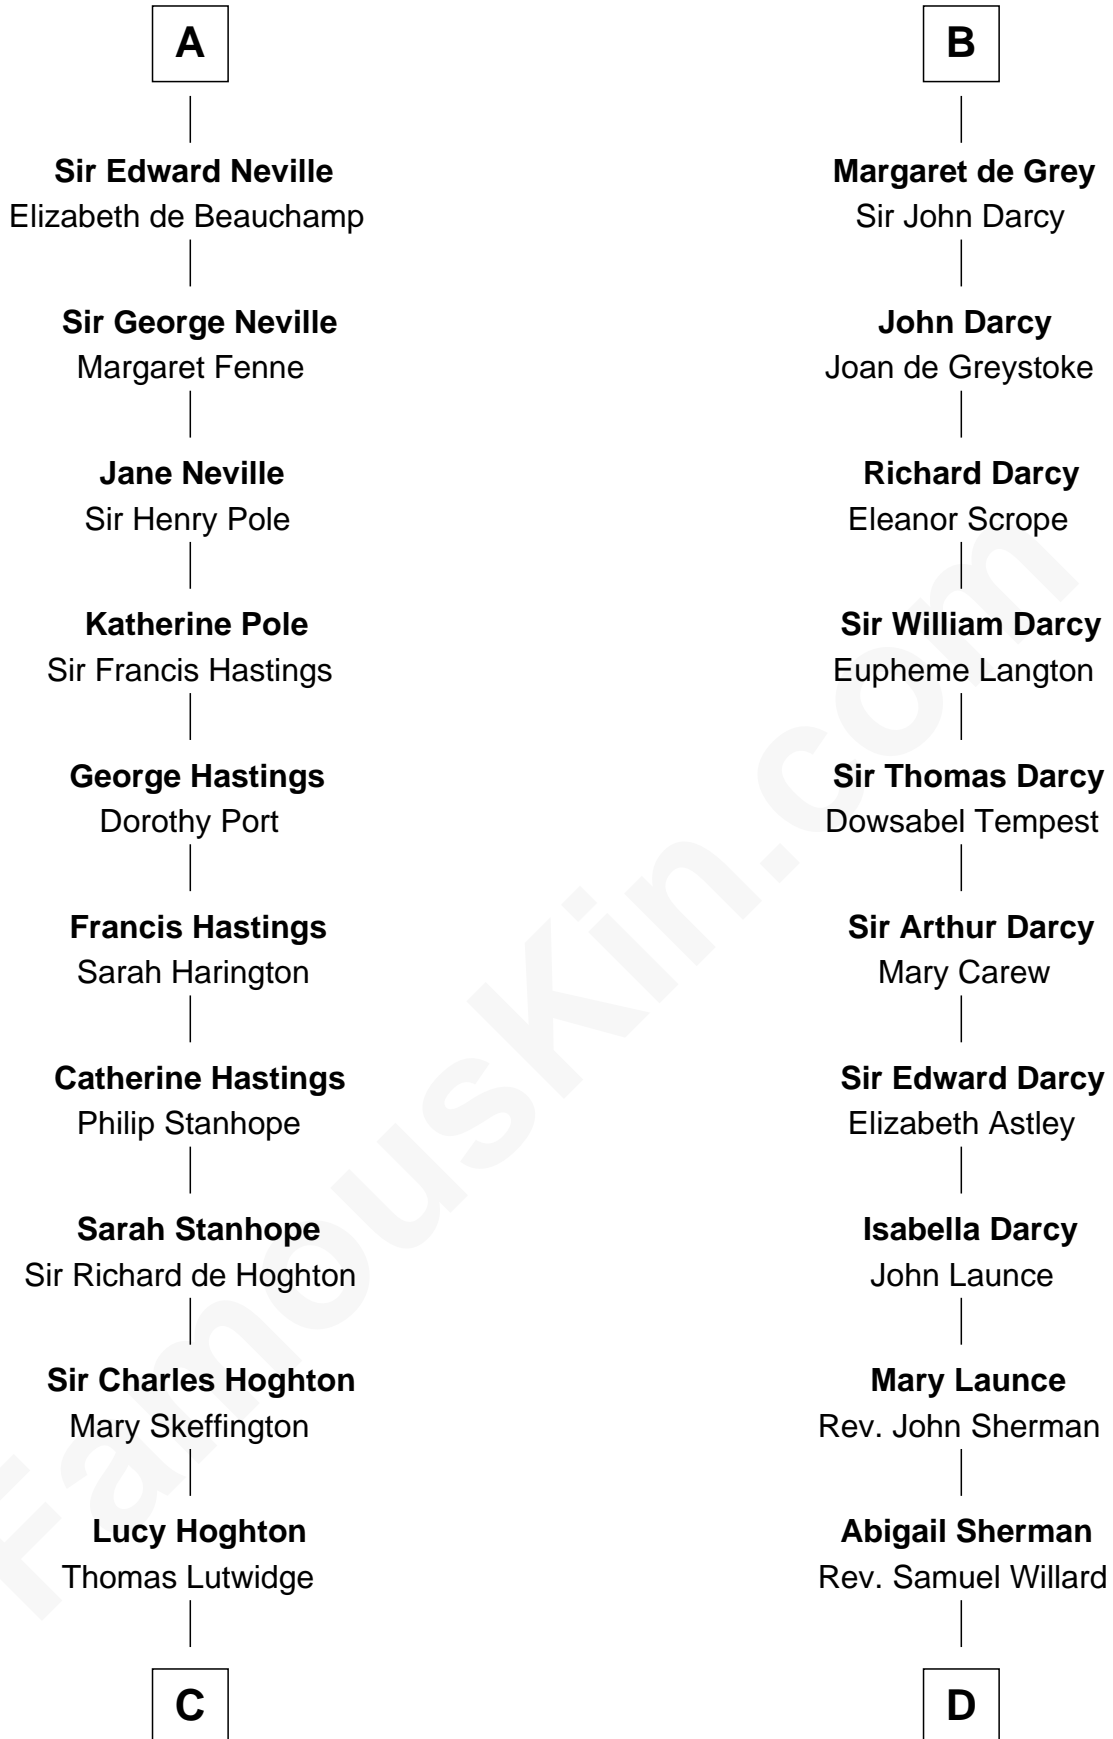 A
Sir Edward Neville
Elizabeth de Beauchamp
Sir George Neville
Margaret Fenne
Jane Neville
Sir Henry Pole
Katherine Pole
Sir Francis Hastings
George Hastings
Dorothy Port
Francis Hastings
Sarah Harington
Catherine Hastings
Philip Stanhope
Sarah Stanhope
Sir Richard de Hoghton
Sir Charles Hoghton
Mary Skeffington
Lucy Hoghton
Thomas Lutwidge
C
B
Margaret de Grey
Sir John Darcy
John Darcy
Joan de Greystoke
Richard Darcy
Eleanor Scrope
Sir William Darcy
Eupheme Langton
Sir Thomas Darcy
Dowsabel Tempest
Sir Arthur Darcy
Mary Carew
Sir Edward Darcy
Elizabeth Astley
Isabella Darcy
John Launce
Mary Launce
Rev. John Sherman
Abigail Sherman
Rev. Samuel Willard
D
FamousKin.com